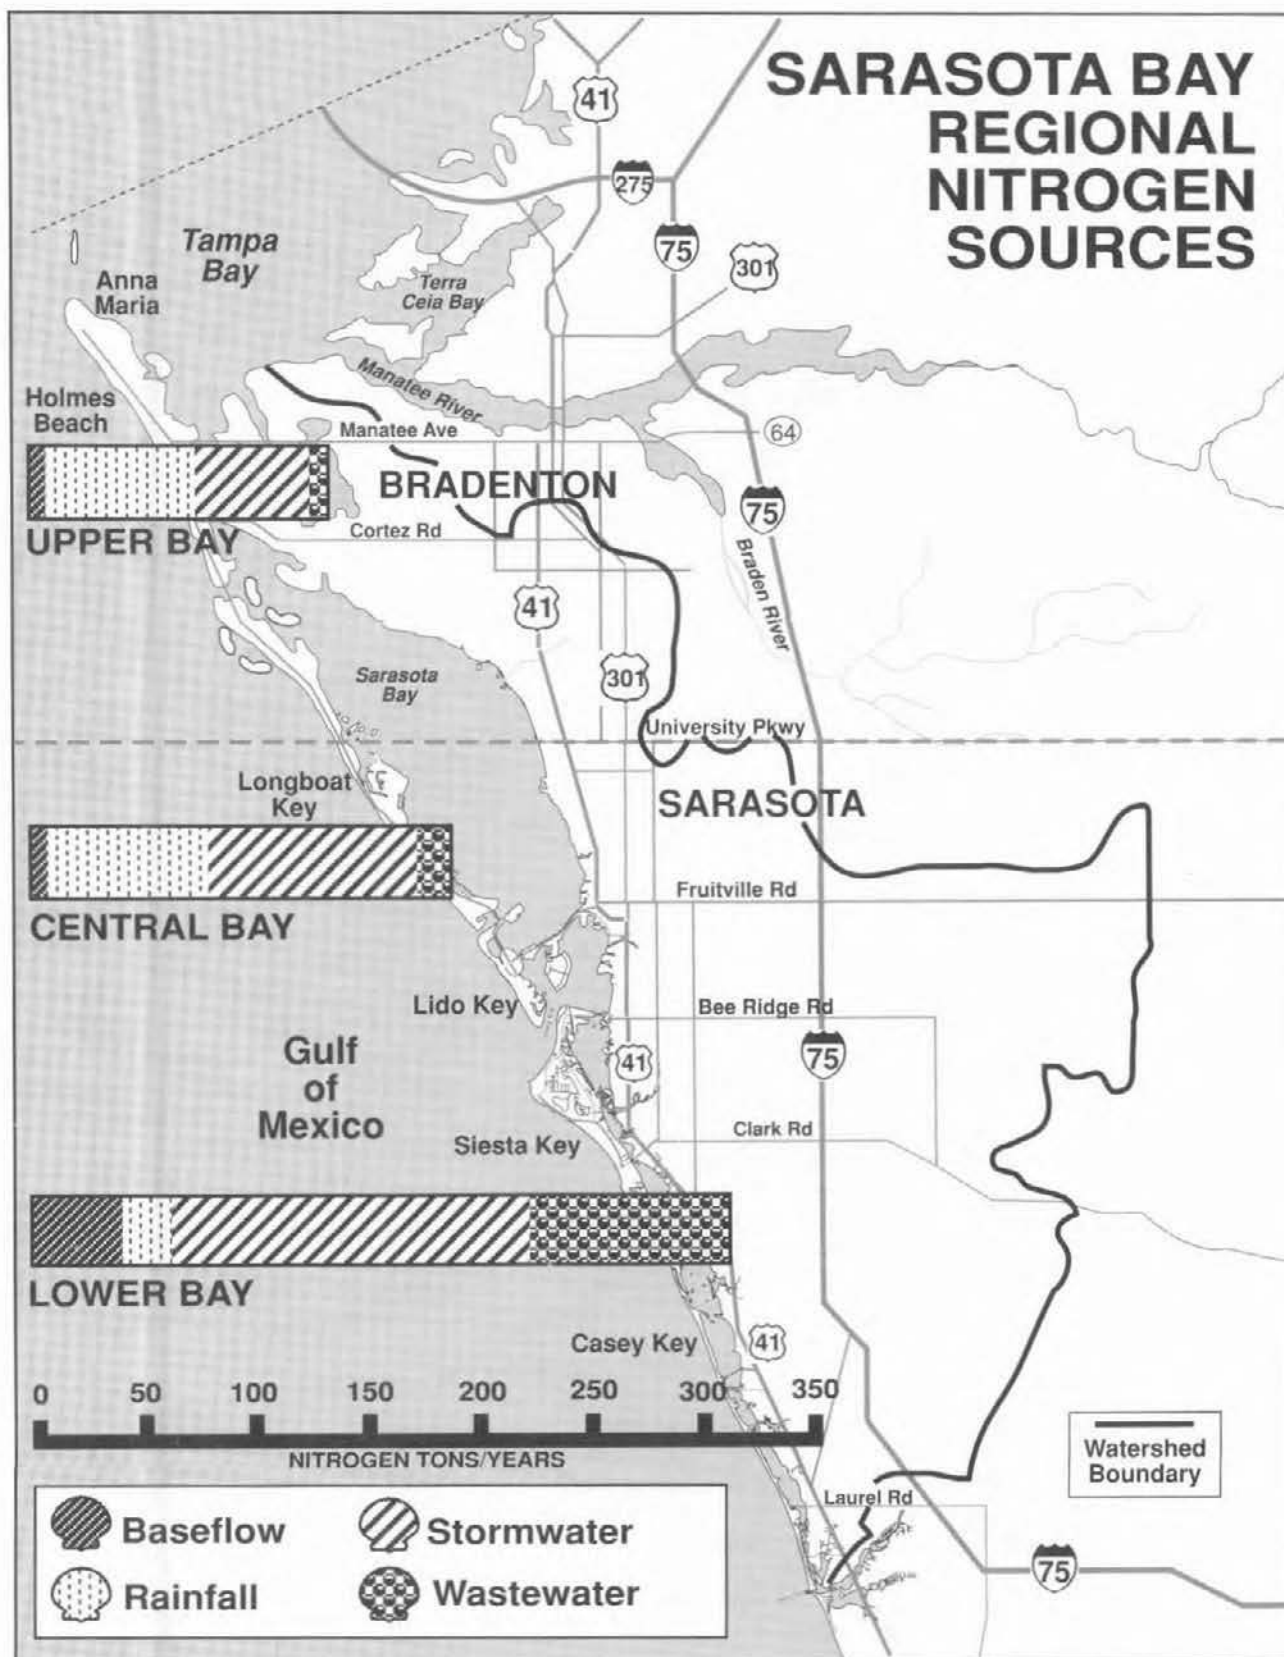 SARASOTA BAY
REGIONAL
NITROGEN
SOURCES
41
275
75
301
Tampa
Bay
Terra
Ceia Bay
Anna
Maria
Manatee River
Holmes
Beach
Manatee Ave
64
BRADENTON
75
UPPER BAY
Cortez Rd
Braden River
41
301
Sarasota
Bay
University Pkwy
Longboat
Key
SARASOTA
Fruitville Rd
CENTRAL BAY
Lido Key
Bee Ridge Rd
Gulf
of
Mexico
41
75
Siesta Key
Clark Rd
LOWER BAY
Casey Key
41
0 50 100 150 200 250 300 350
NITROGEN TONS/YEARS
Watershed
Boundary
Laurel Rd
Baseflow
Stormwater
Rainfall
Wastewater
75